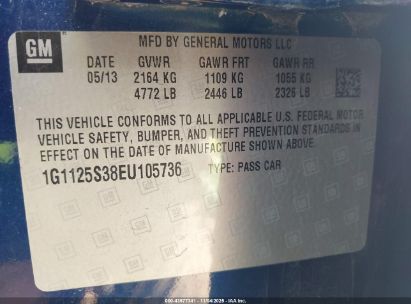 GM
MFD BY GENERAL MOTORS LLC
DATE GVWR GAWR FRT GAWR RR
05/13 2164 KG 1109 KG 1055 KG
4772 LB 2446 LB 2326 LB
THIS VEHICLE CONFORMS TO ALL APPLICABLE U.S. FEDERAL MOTOR
VEHICLE SAFETY, BUMPER, AND THEFT PREVENTION STANDARDS IN
EFFECT ON THE DATE OF MANUFACTURE SHOWN ABOVE.
1G1125S38EU105736 TYPE: PASS CAR